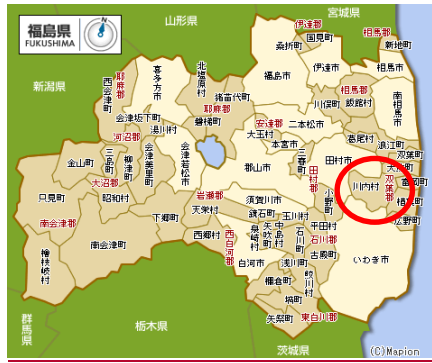 福島県
FUKUSHIMA
山形県
宮城県
新潟県
群馬県
栃木県
茨城県
伊達郡
国見町
桑折町
相馬郡
新地町
伊達市
相馬市
福島市
北塩原村
喜多方市
耶麻郡
西会津町
猪苗代町
耶麻郡
磐梯町
川俣町
相馬郡
飯舘村
南相馬市
安達郡
大玉村
二本松市
本宮市
葛尾村
浪江町
双葉町
会津坂下町
湯川村
河沼郡
三島町
柳津町
会津美里町
会津若松市
郡山市
三春町
田村市
田村郡
小野町
大熊町
川内村
双葉郡
富岡町
楢葉町
広野町
金山町
大沼郡
昭和村
只見町
南会津郡
檜枝岐村
南会津町
下郷町
岩瀬郡
天栄村
須賀川市
鏡石町
玉川村
平田村
石川郡
石川町
古殿町
西郷村
西白河郡
泉崎村
矢吹町
中島村
白河市
浅川町
鮫川村
棚倉町
塙町
矢祭町
東白川郡
いわき市
(C)Mapion